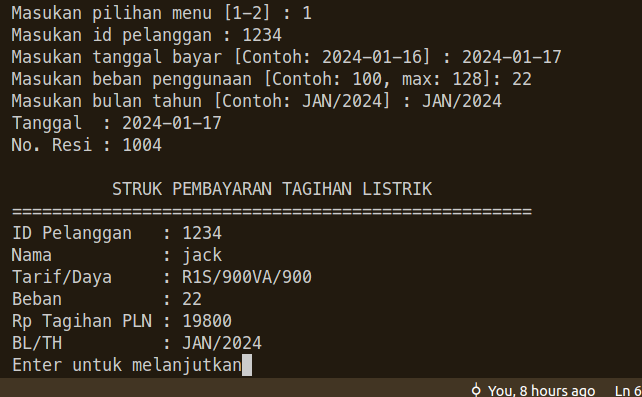 Masukan pilihan menu [1-2] : 1
Masukan id pelanggan : 1234
Masukan tanggal bayar [Contoh: 2024-01-16] : 2024-01-17
Masukan beban penggunaan [Contoh: 100, max: 128]: 22
Masukan bulan tahun [Contoh: JAN/2024] : JAN/2024
Tanggal  : 2024-01-17
No. Resi : 1004
STRUK PEMBAYARAN TAGIHAN LISTRIK
====================================================
ID Pelanggan   : 1234
Nama           : jack
Tarif/Daya     : R1S/900VA/900
Beban          : 22
Rp Tagihan PLN : 19800
BL/TH          : JAN/2024
Enter untuk melanjutkan
You, 8 hours ago   Ln 6